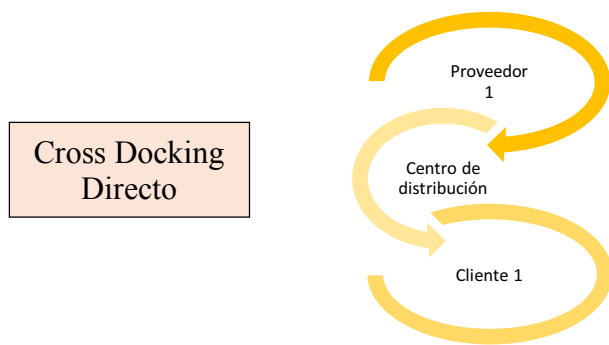 Cross Docking
Directo
Proveedor
1
Centro de
distribución
Cliente 1